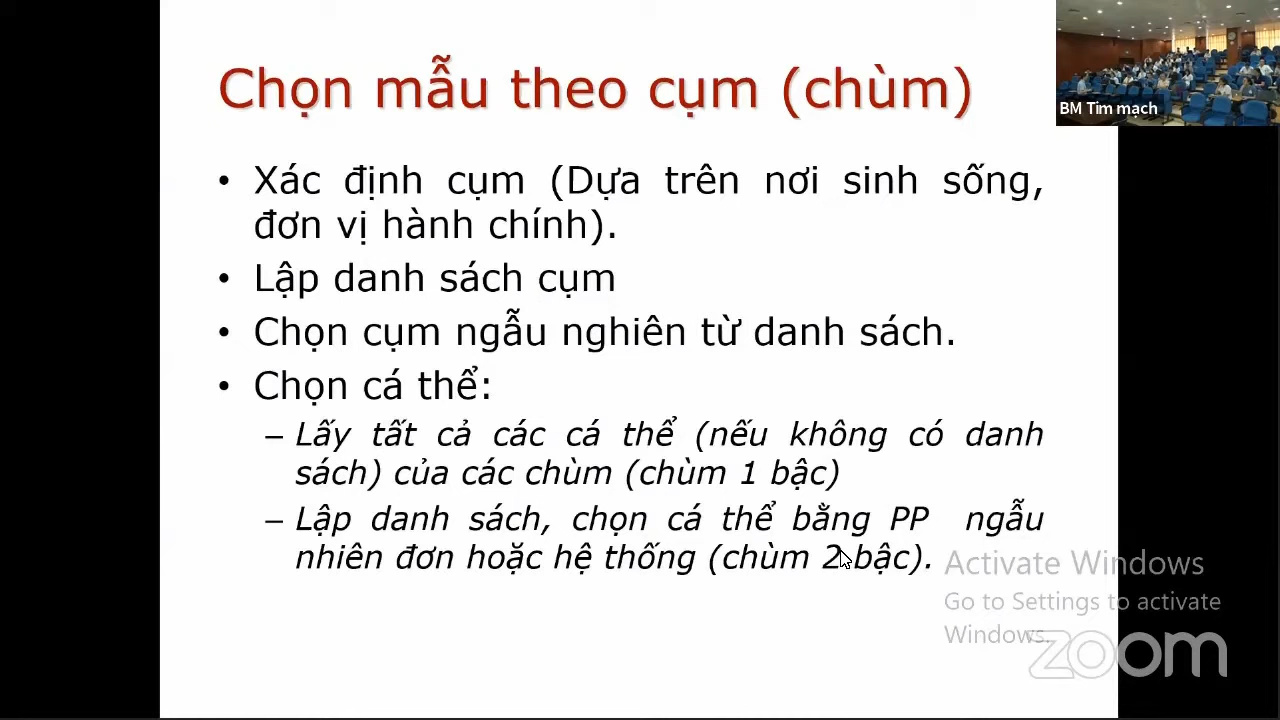 Chọn mẫu theo cụm (chùm)
BM Tim mạch
• Xác định cụm (Dựa trên nơi sinh sống,
đơn vị hành chính).
• Lập danh sách cụm
• Chọn cụm ngẫu nghiên từ danh sách.
• Chọn cá thể:
– Lấy tất cả các cá thể (nếu không có danh
sách) của các chùm (chùm 1 bậc)
– Lập danh sách, chọn cá thể bằng PP ngẫu
nhiên đơn hoặc hệ thống (chùm 2 bậc).
Activate Windows
Go to Settings to activate
Windows.
zoom